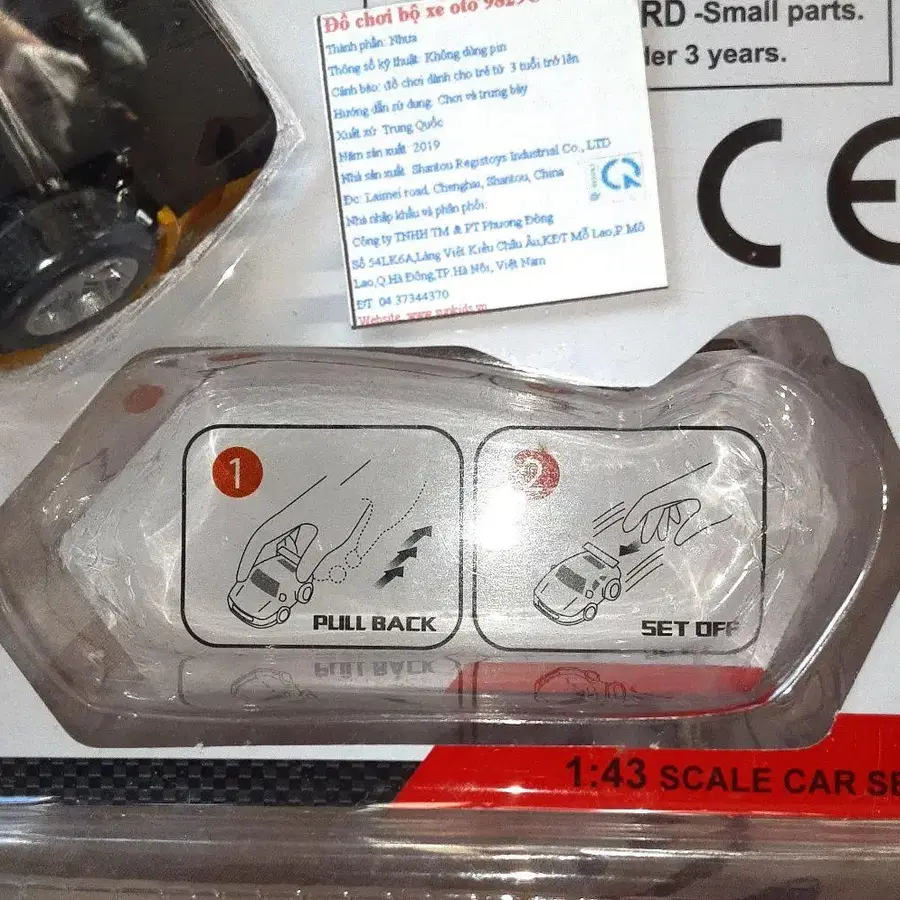 Đồ chơi bộ xe oto
Thành phần: Nhựa
Thông số kỹ thuật: Không dùng pin
Cảnh báo: đồ chơi dành cho trẻ từ 3 tuổi trở lên
Hướng dẫn sử dụng: Chơi và trưng bày
Xuất xứ: Trung Quốc
Năm sản xuất: 2019
Nhà sản xuất: Shantou Registoys Industrial Co., LTD
Đc: Laimei road, Chenghai, Shantou, China
Nhà nhập khẩu và phân phối:
Công ty TNHH TM & PT Phương Đông
Số 54LK6A,Làng Việt Kiều Châu Âu,KĐT Mỗ Lao,P Mỗ
Lao,Q.Hà Đông,TP.Hà Nội, Việt Nam
ĐT: 04.37344370
Website:
RD -Small parts.
der 3 years.
CE
1
PULL BACK
2
SET OFF
1:43 SCALE CAR SE